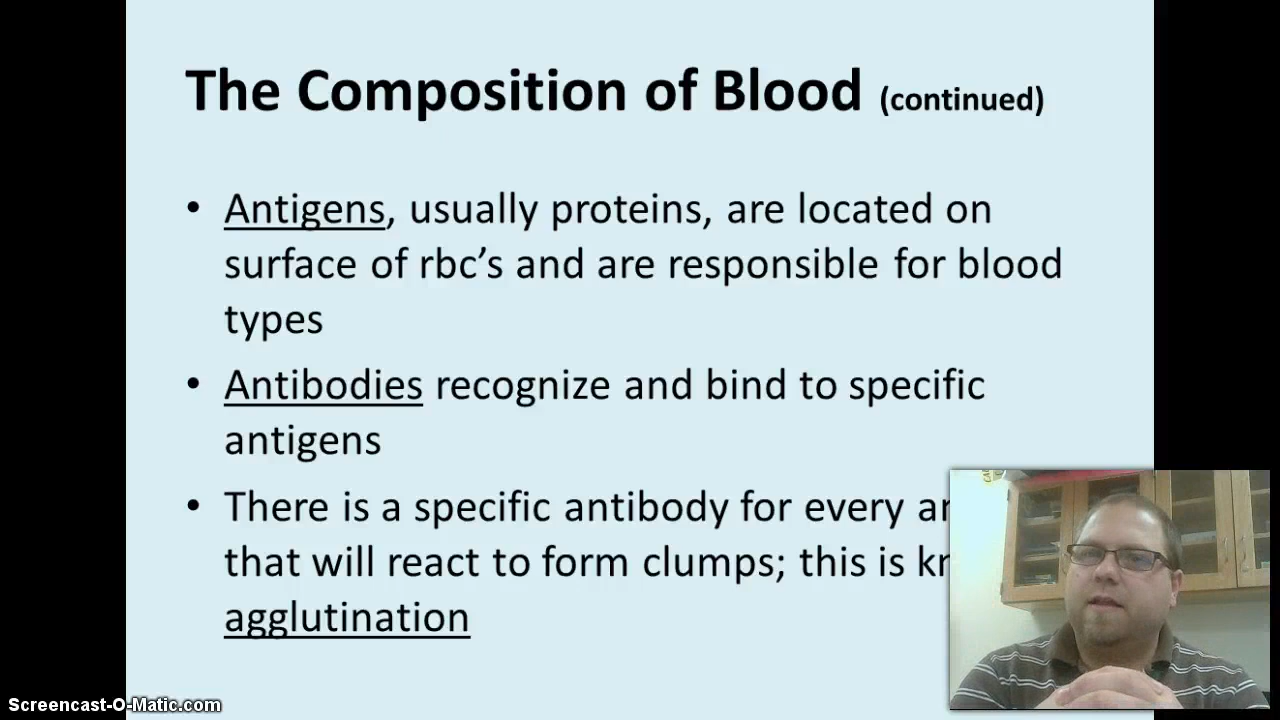 The Composition of Blood (continued)
• Antigens, usually proteins, are located on
surface of rbc’s and are responsible for blood
types
• Antibodies recognize and bind to specific
antigens
• There is a specific antibody for every
that will react to form clumps; this is
agglutination
Screencast-O-Matic.com